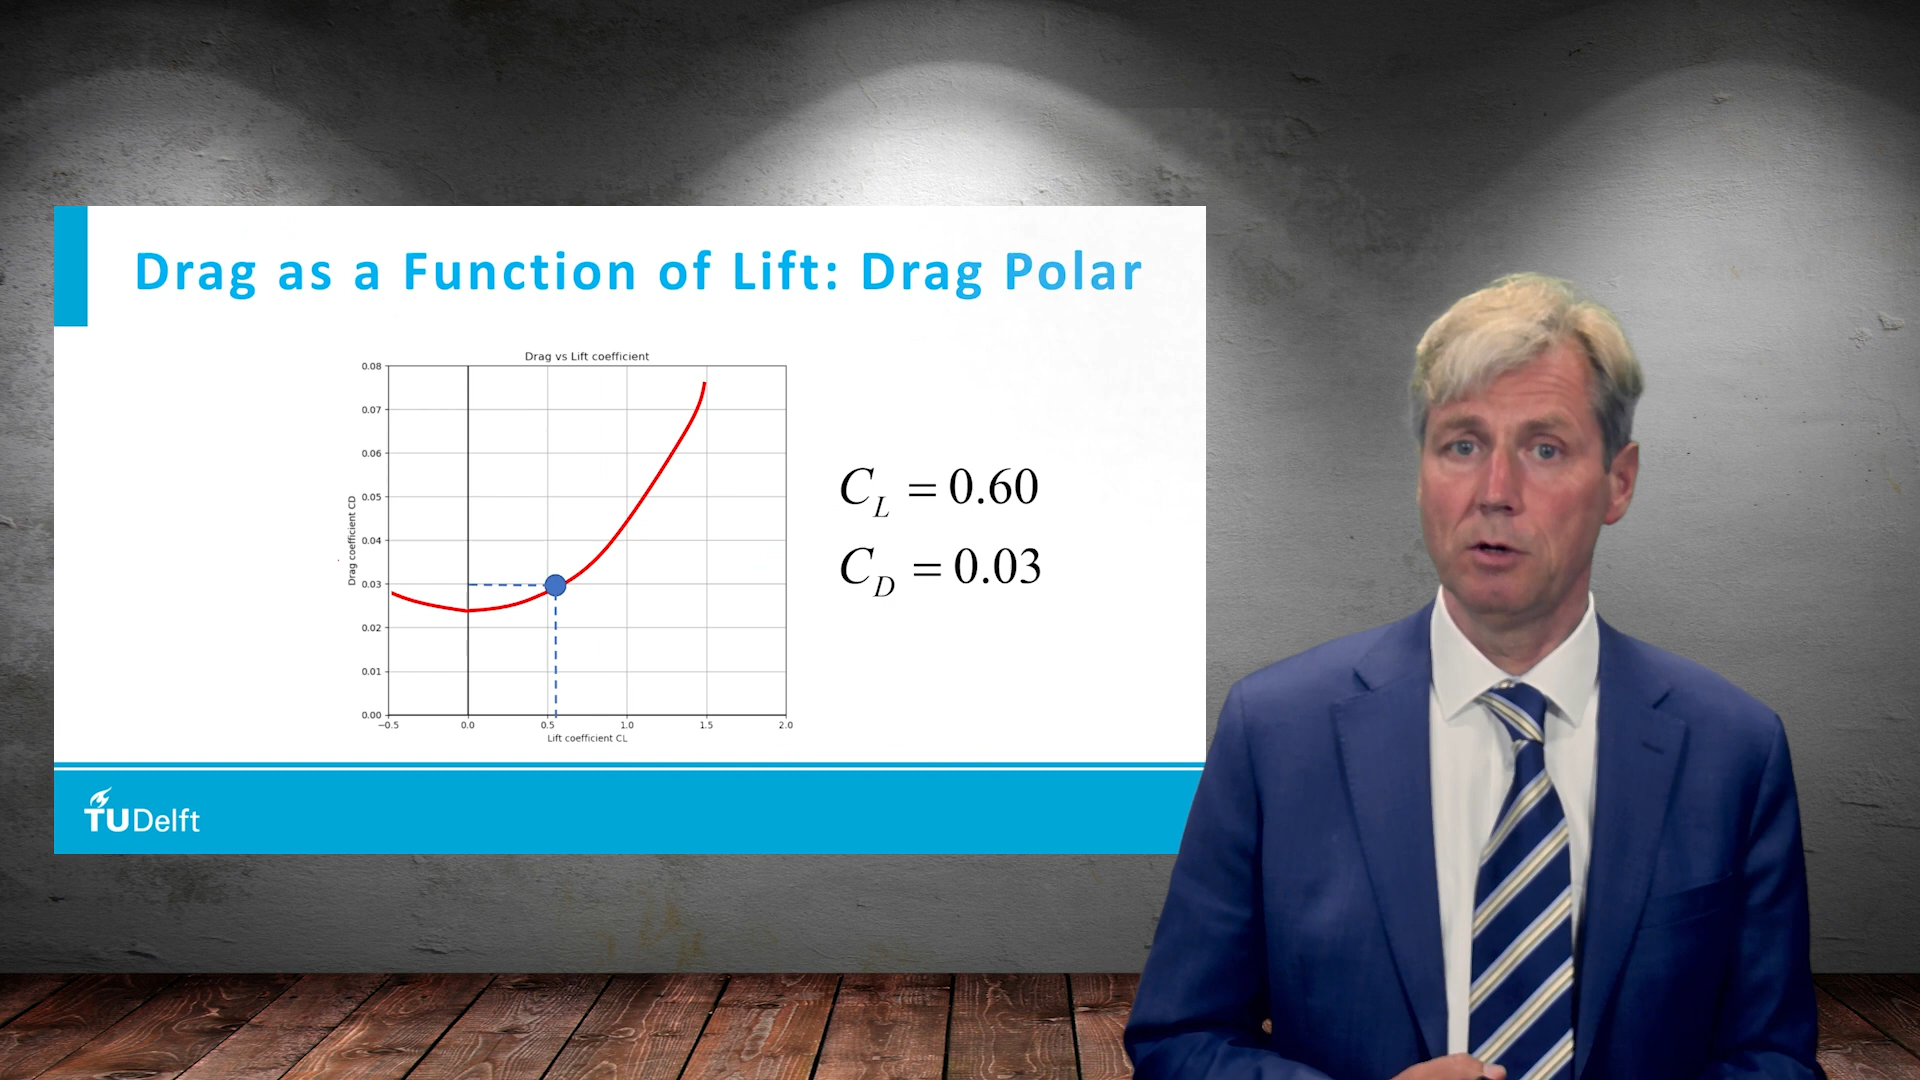 Drag as a Function of Lift: Drag Polar
Drag vs Lift coefficient
0.08
0.07
0.06
0.05
0.04
0.03
0.02
0.01
0.00
Drag coefficient CD
−0.5 0.0 0.5 1.0 1.5 2.0
Lift coefficient CL
C_L = 0.60
C_D = 0.03
TU Delft